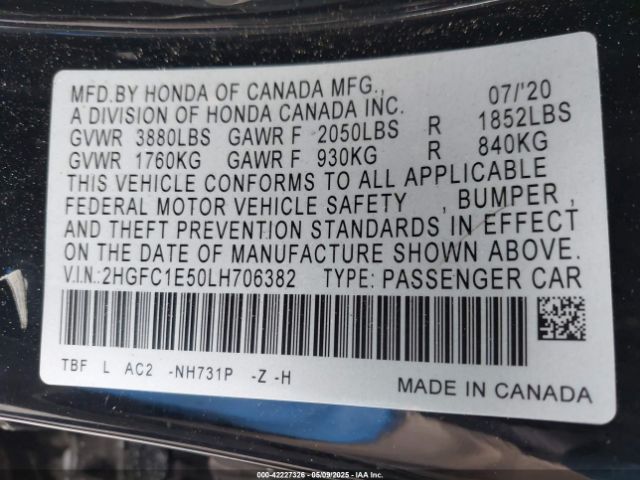 MFD.BY HONDA OF CANADA MFG., 07/'20
A DIVISION OF HONDA CANADA INC.
GVWR 3880LBS GAWR F 2050LBS R 1852LBS
GVWR 1760KG GAWR F 930KG R 840KG
THIS VEHICLE CONFORMS TO ALL APPLICABLE
FEDERAL MOTOR VEHICLE SAFETY , BUMPER ,
AND THEFT PREVENTION STANDARDS IN EFFECT
ON THE DATE OF MANUFACTURE SHOWN ABOVE.
V.I.N.:2HGFC1E50LH706382 TYPE: PASSENGER CAR
TBF L AC2 -NH731P -Z -H
MADE IN CANADA
000-42227326 - 05/09/2025 - IAA Inc.